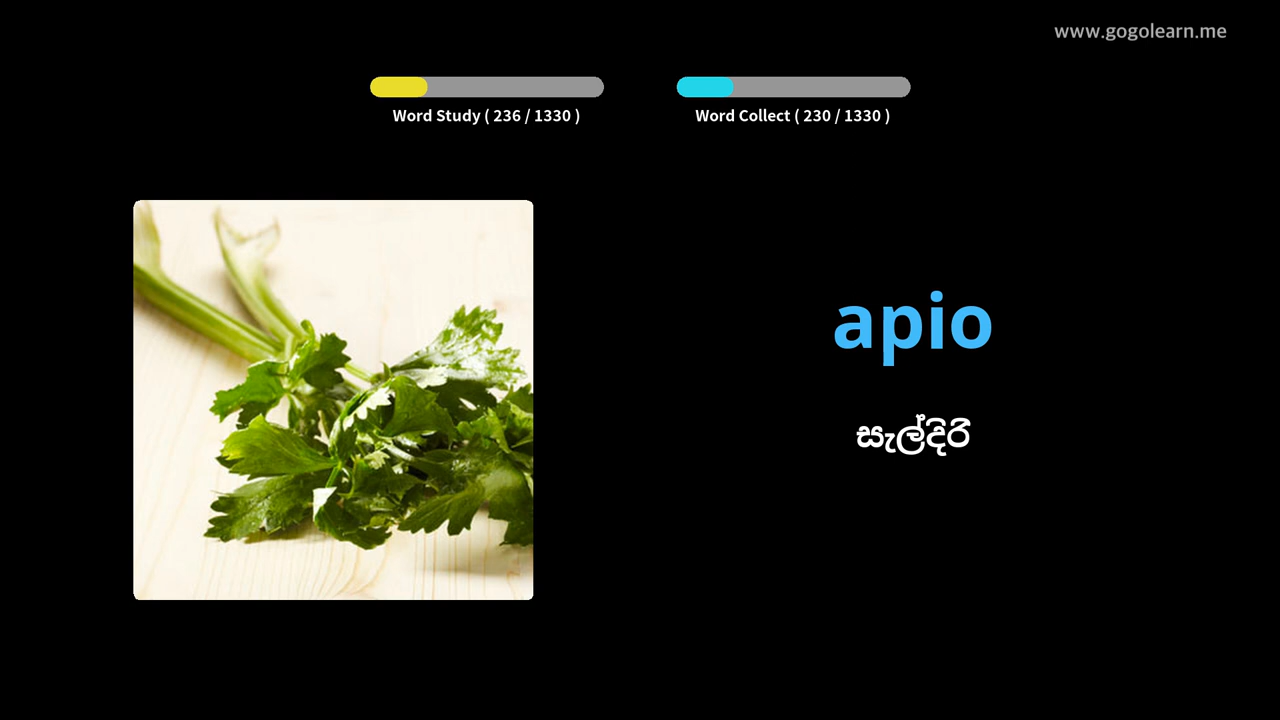 www.gogolearn.me
Word Study ( 236 / 1330 )
Word Collect ( 230 / 1330 )
apio
සැල්දිරි